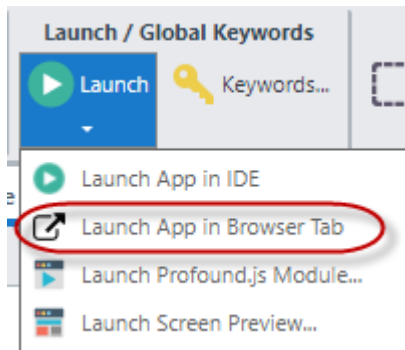 Launch / Global Keywords
Launch Keywords...
Launch App in IDE
Launch App in Browser Tab
Launch Profound.js Module...
Launch Screen Preview...